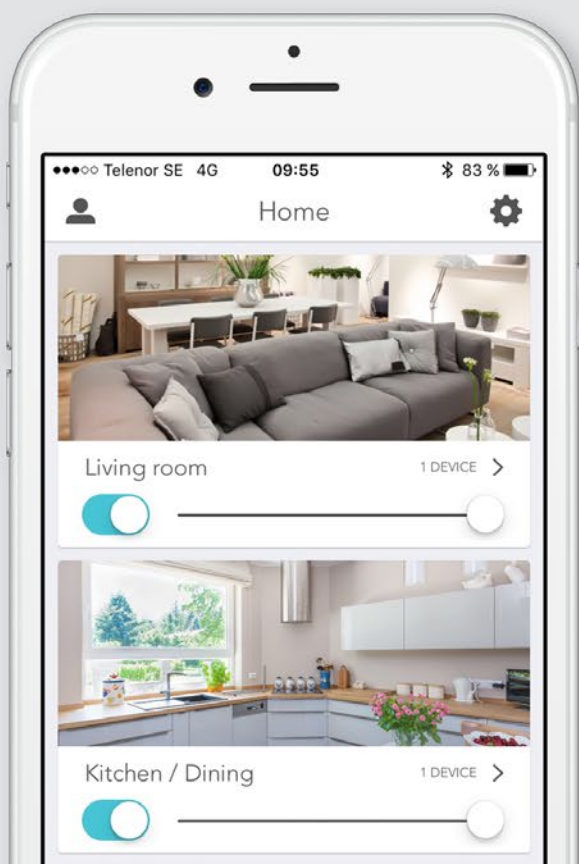 Telenor SE 4G 09:55 83 %
Home
Living room 1 DEVICE
Kitchen / Dining 1 DEVICE